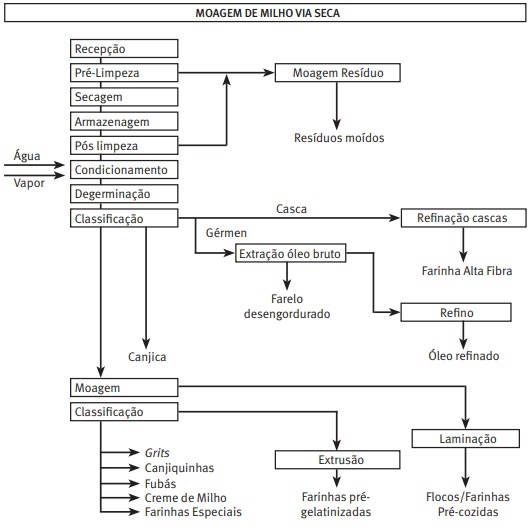 MOAGEM DE MILHO VIA SECA
Recepção
Pré-Limpeza
Moagem Resíduo
Secagem
Armazenagem
Resíduos moídos
Pós limpeza
Água
Vapor
Condicionamento
Degerminação
Classificação
Casca
Refinação cascas
Gérmen
Extração óleo bruto
Farinha Alta Fibra
Farelo
desengordurado
Refino
Canjica
Óleo refinado
Moagem
Classificação
Laminação
Grits
Canjiquinhas
Fubás
Creme de Milho
Farinhas Especiais
Extrusão
Farinhas pré-
gelatinizadas
Flocos/Farinhas
Pré-cozidas